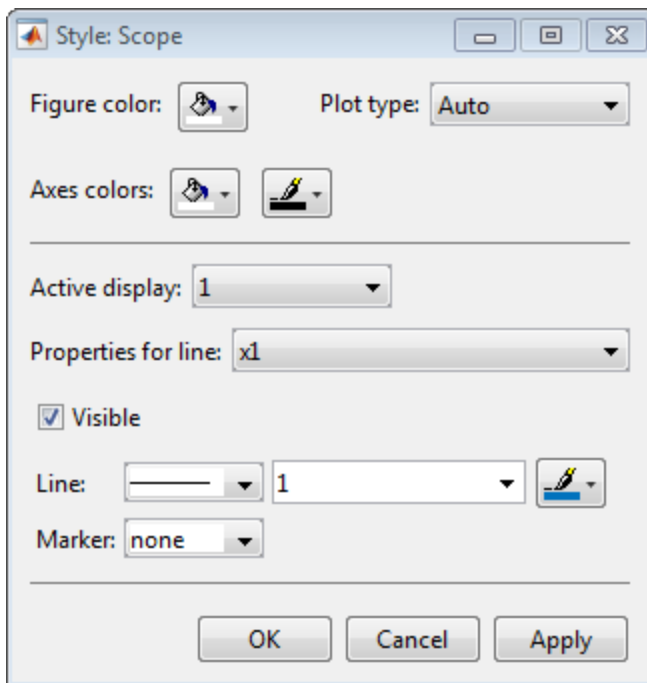 Style: Scope
Figure color:
Plot type: Auto
Axes colors:
Active display: 1
Properties for line: x1
Visible
Line: 1
Marker: none
OK Cancel Apply